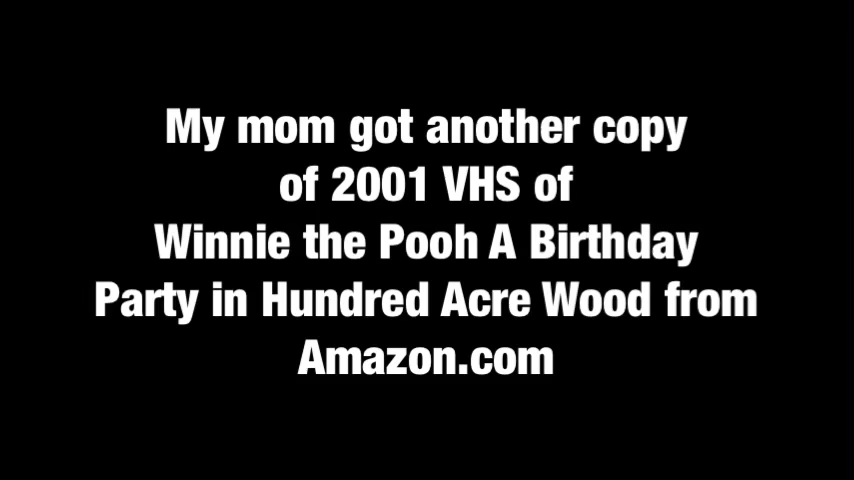 My mom got another copy
of 2001 VHS of
Winnie the Pooh A Birthday
Party in Hundred Acre Wood from
Amazon.com